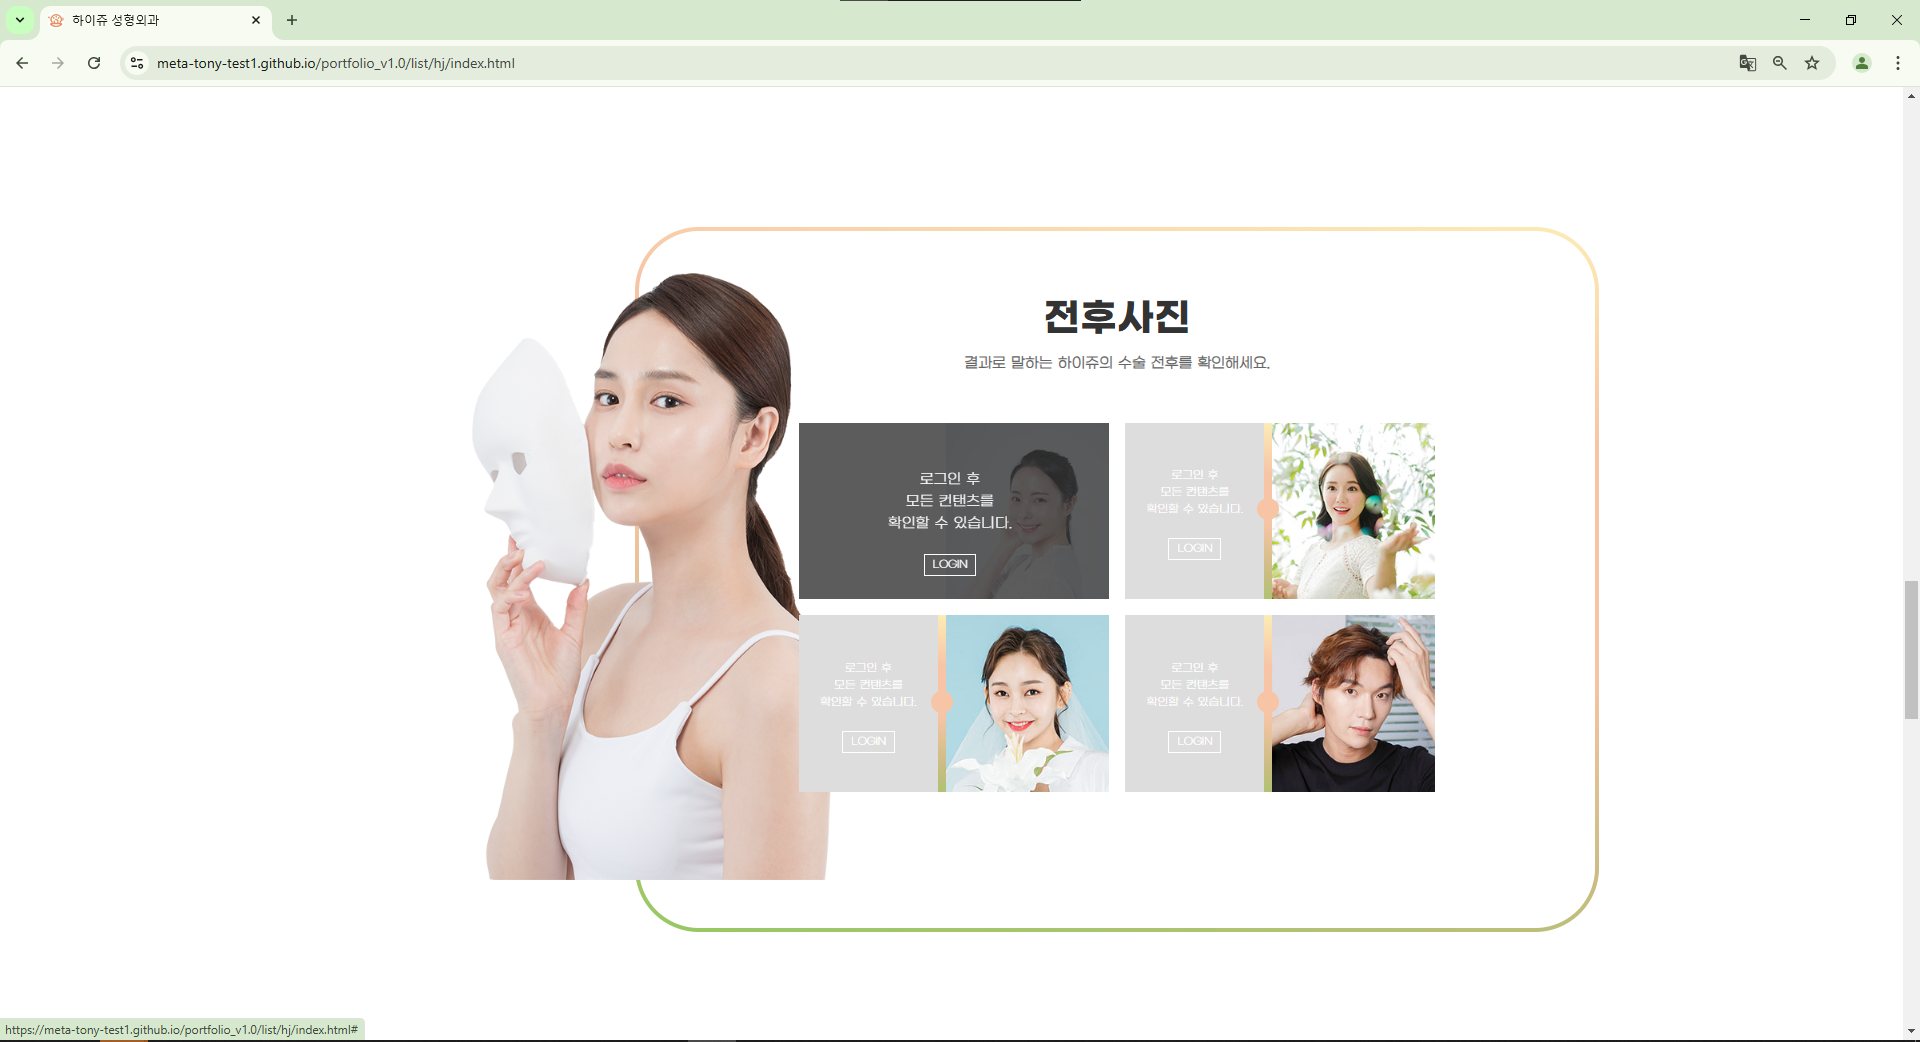 하이쥬 성형외과
meta-tony-test1.github.io/portfolio_v1.0/list/hj/index.html
전후사진
결과로 말하는 하이쥬의 수술 전후를 확인해세요.
로그인 후
모든 컨탠츠를
확인할 수 있습니다.
LOGIN
로그인 후
모든 컨탠츠를
확인할 수 있습니다.
LOGIN
로그인 후
모든 컨탠츠를
확인할 수 있습니다.
LOGIN
로그인 후
모든 컨탠츠를
확인할 수 있습니다.
LOGIN
https://meta-tony-test1.github.io/portfolio_v1.0/list/hj/index.html#